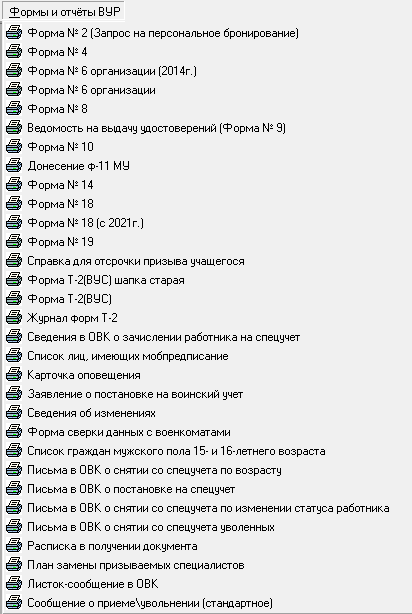 Формы и отчёты ВУР
Форма № 2 (Запрос на персональное бронирование)
Форма № 4
Форма № 6 организации (2014г.)
Форма № 6 организации
Форма № 8
Ведомость на выдачу удостоверений (Форма № 9)
Форма № 10
Донесение ф-11 МУ
Форма № 14
Форма № 18
Форма № 18 (с 2021г.)
Форма № 19
Справка для отсрочки призыва учащегося
Форма Т-2(ВУС) шапка старая
Форма Т-2(ВУС)
Журнал форм Т-2
Сведения в ОВК о зачислении работника на спецучет
Список лиц, имеющих мобпредписание
Карточка оповещения
Заявление о постановке на воинский учет
Сведения об изменениях
Форма сверки данных с военкоматами
Список граждан мужского пола 15- и 16-летнего возраста
Письма в ОВК о снятии со спецучета по возрасту
Письма в ОВК о постановке на спецучет
Письма в ОВК о снятии со спецучета по изменении статуса работника
Письма в ОВК о снятии со спецучета уволенных
Расписка в получении документа
План замены призываемых специалистов
Листок-сообщение в ОВК
Сообщение о приеме\увольнении (стандартное)